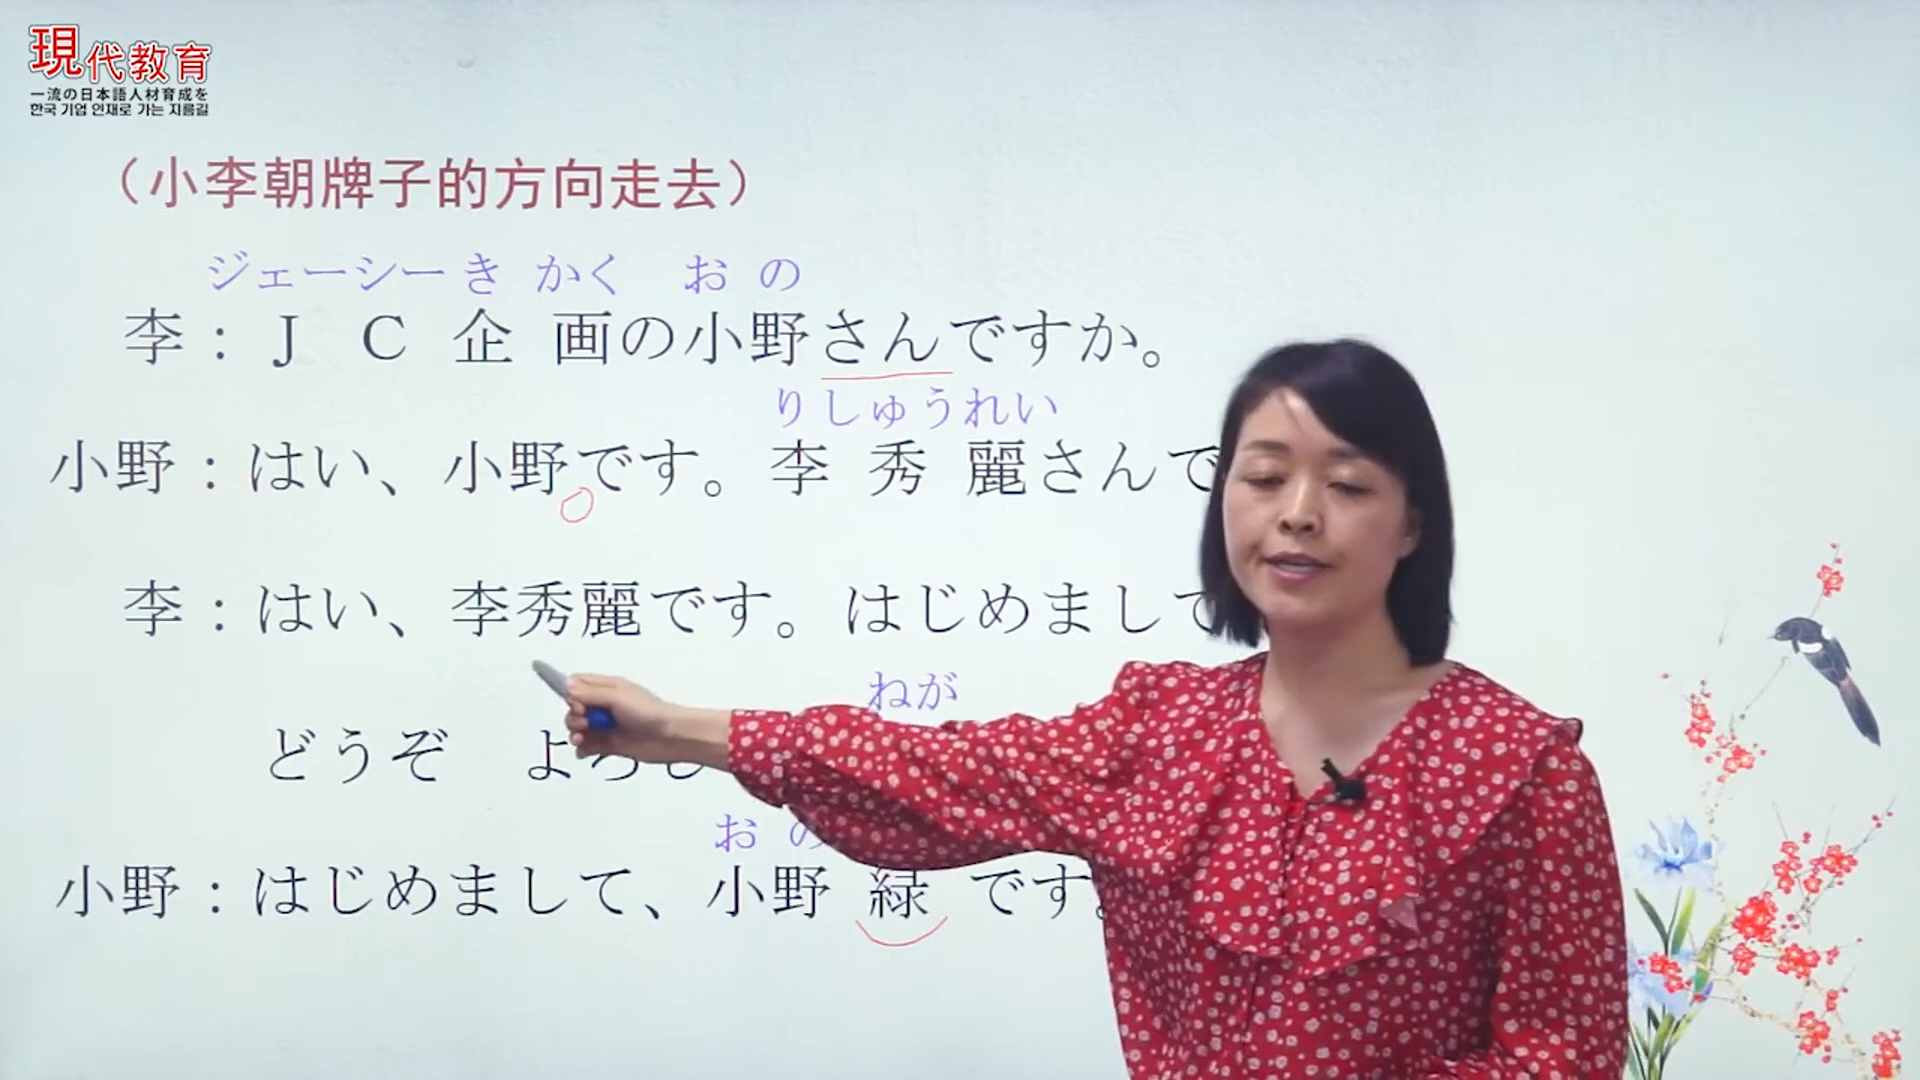 現代教育
一流の日本語人材育成を
한국 기업 인재로 가는 지름길
（小李朝牌子的方向走去）
ジェーシー き かく お の
李：ＪＣ企画の小野さんですか。
りしゅうれい
小野：はい、小野です。李秀麗さんで
李：はい、李秀麗です。はじめまして
ねが
どうぞ よろし
お の
小野：はじめまして、小野 緑 です。